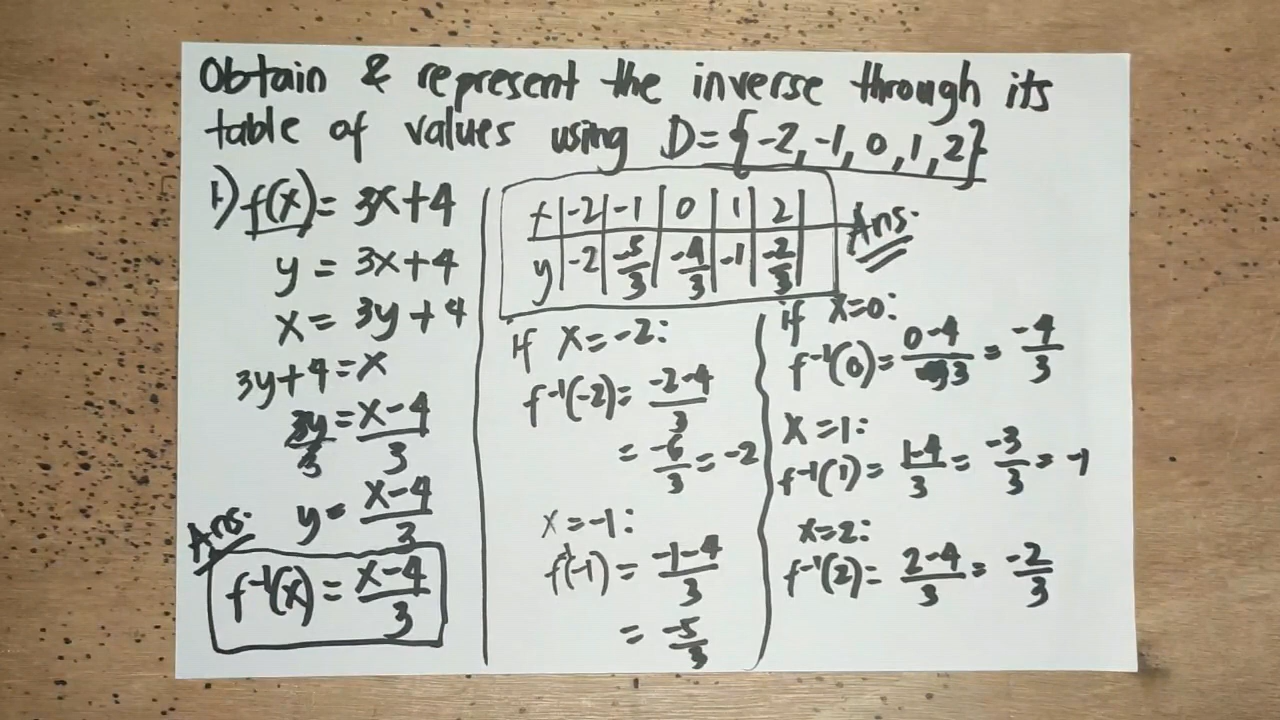 Obtain & represent the inverse through its
table of values using D={-2,-1,0,1,2}
1.) f(x)= 3x+4
y = 3x+4
x = 3y+4
3y+4=x
3y/3=x-4/3
y=x-4/3
Ans.
f⁻¹(x)=x-4/3
x|-2|-1|0|1|2|
y|-2|-5/3|-4/3|-1|-2/3|
Ans.
If x=-2:
f⁻¹(-2)=-2-4/3
=-6/3=-2
x=-1:
f⁻¹(-1)=-1-4/3
=-5/3
if x=0:
f⁻¹(0)=0-4/3=-4/3
x=1:
f⁻¹(1)=1-4/3=-3/3=-1
x=2:
f⁻¹(2)=2-4/3=-2/3